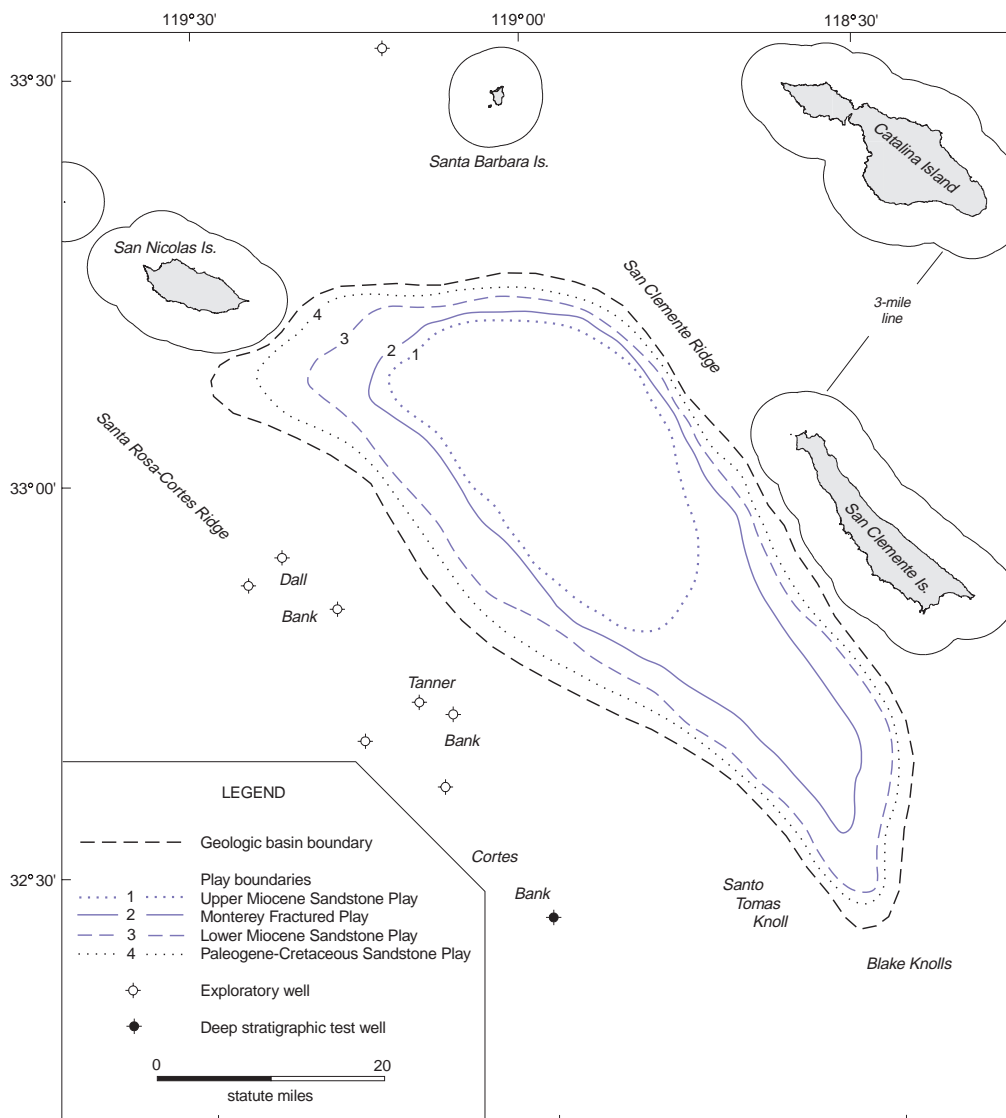 119°30' 119°00' 118°30'
33°30'
Santa Barbara Is.
Catalina Island
San Nicolas Is.
San Clemente Ridge
3-mile
line
4
3
2
1
Santa Rosa-Cortes Ridge
33°00'
San Clemente Is.
Dall
Bank
Tanner
Bank
Cortes
Bank
32°30'
Santo
Tomas
Knoll
Blake Knolls
LEGEND
Geologic basin boundary
Play boundaries
1 Upper Miocene Sandstone Play
2 Monterey Fractured Play
3 Lower Miocene Sandstone Play
4 Paleogene-Cretaceous Sandstone Play
Exploratory well
Deep stratigraphic test well
0 20
statute miles